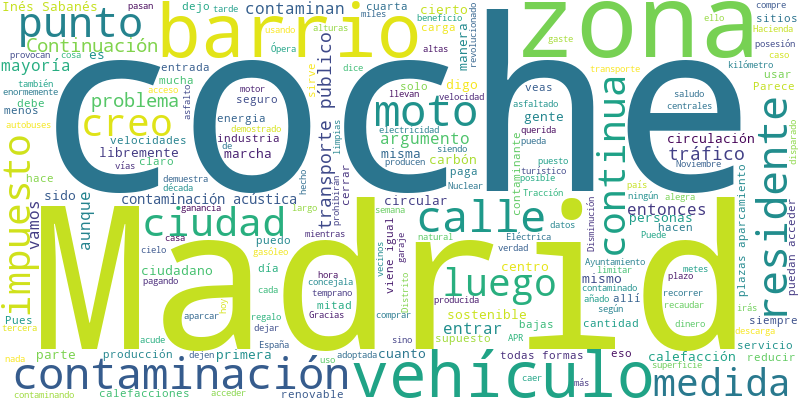 Inés Sabanés
dejo
contaminan
cuarta
cierto
pasan
tarde
miles
beneficio
sitios
ello
compre
Hacienda
revolucionado
punto
barrio
zona
Continuación
es
provocan
cosa
usando
Ópera
alturas
carga
manera
altas
gaste
caso
posesión
mayoría
entrada
mucha
sirve
dice
digo
veas
transporte
kilómetro
también
debe
menos
enormemente
autobuses
problema
creo
coche
motor
acceso
seguro
asfalto
energía
demostrado
industria
de
marcha
vías
velocidades
libremente
claro
transporte público
limpias
solo
llevan
velocidad
moto
argumento
electricidad
misma
producen
carbón
siendo
paga
Nuclear
gente
asfaltado
querida
pueda
puesto
turístico
posible
Tracción
contaminante
usar
Parece
saludo
centrales
circulación
Noviembre
tráfico
continua
residente
disparado
impuesto
hace
vamos
aunque
sido
demuestra
década
contaminación acústica
ganancia
hecho
prohibirán
cerrar
circular
largo
semana
natural
Eléctrica
verdad
datos
Disminución
país
ningún
alegra
Puede
entonces
personas
hacen
plazas aparcamiento
puedan acceder
Pues
tercera
ciudad
casa
cielo
puedo
mientras
calle
vienen
igual
garaje
vecinos
Distrito
Madrid
luego
centro
sostenible
entrar
supuesto
producida
bajas
según
añado
contaminado
limitar
Ayuntamiento
mismo
allí
metes
plazo
recorrer
recaudar
irás
siempre
cantidad
dinero
descarga
ciudadano
pagando
gasóleo
día
cada
hora
concejala
temprano
Gracias
mitad
comprar
aparcar
hoy
regalo
dejar
nada
parte
acude
España
primera
adoptada
sino
cuanto
APR
todas formas
eso
calefacción
servicio
reducir
superficie
producción
dejen
contaminación
vehículo
medida
contaminando
calefacciones
acceder
renovable
uso
caer
más